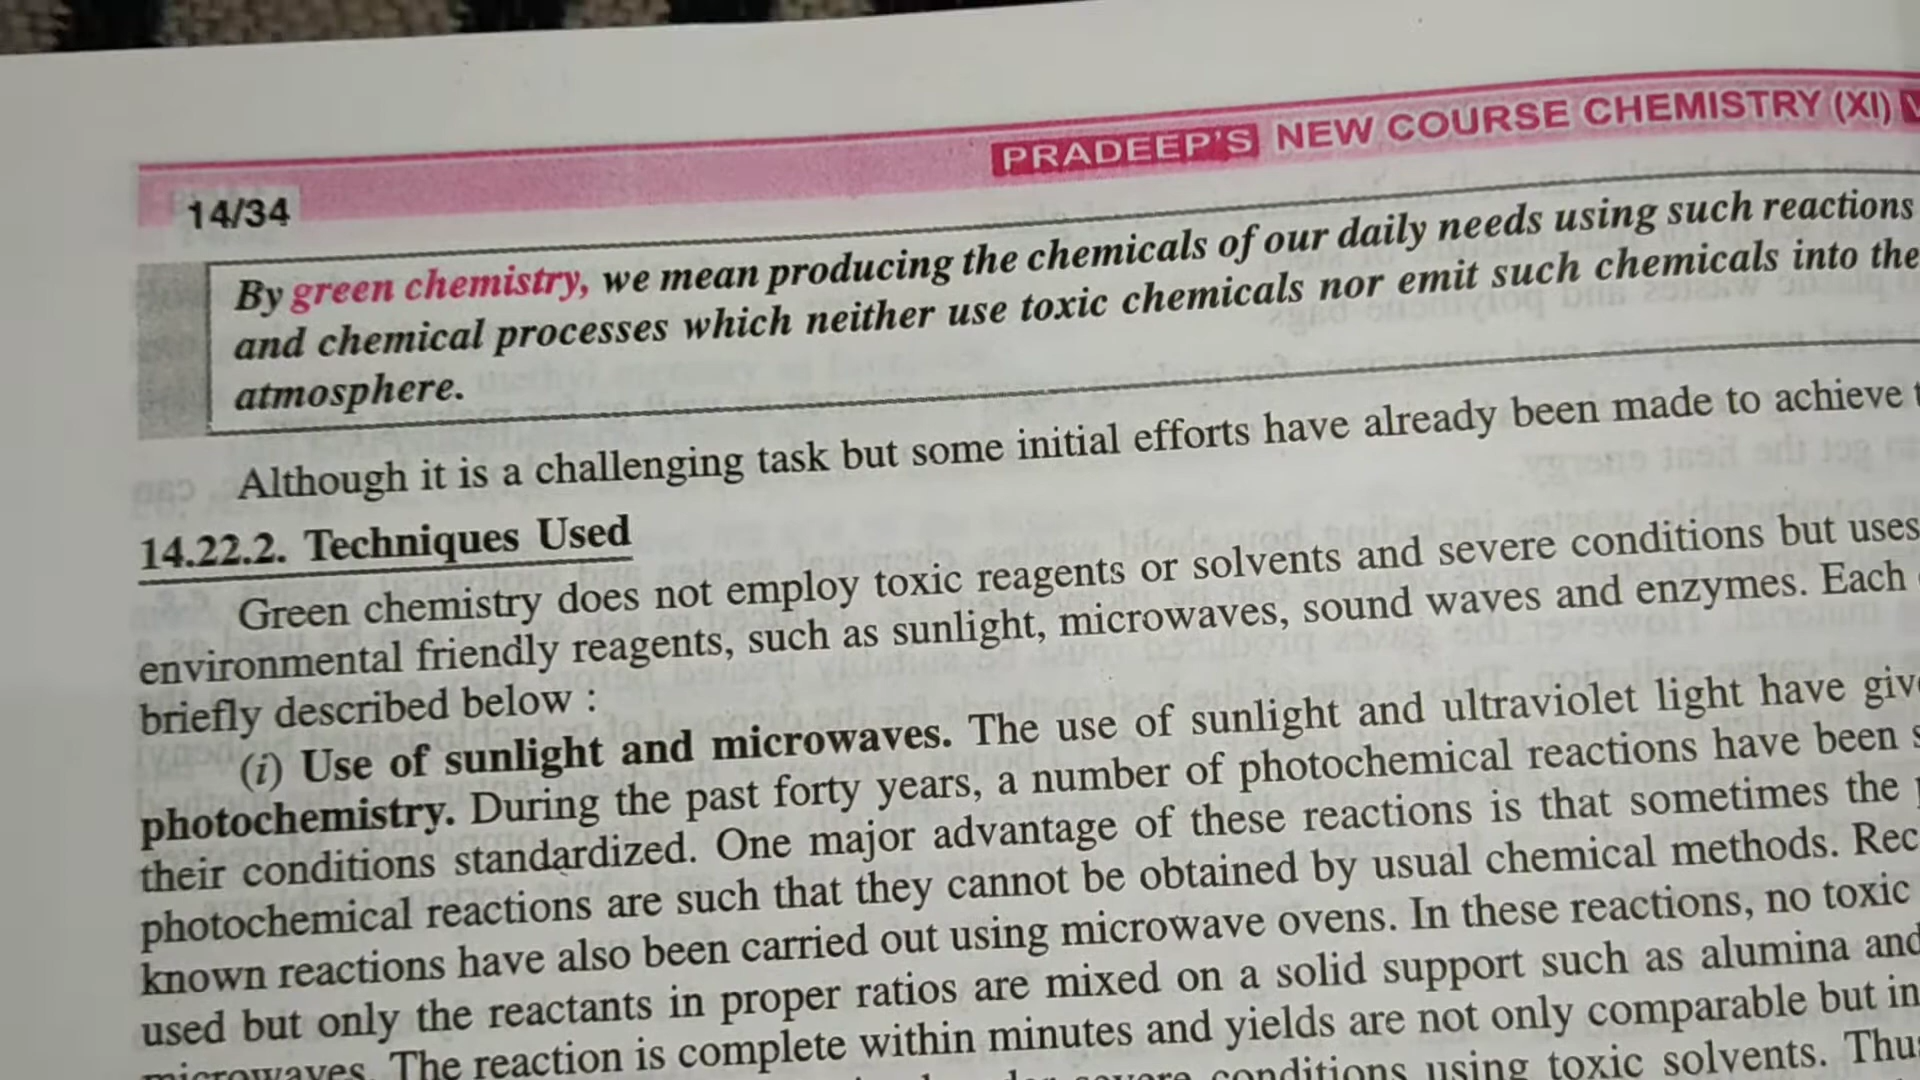 PRADEEP'S NEW COURSE CHEMISTRY (XI)
14/34
By green chemistry, we mean producing the chemicals of our daily needs using such reactions
and chemical processes which neither use toxic chemicals nor emit such chemicals into the
atmosphere.
Although it is a challenging task but some initial efforts have already been made to achieve
14.22.2. Techniques Used
Green chemistry does not employ toxic reagents or solvents and severe conditions but uses
environmental friendly reagents, such as sunlight, microwaves, sound waves and enzymes. Each
briefly described below :
(i) Use of sunlight and microwaves. The use of sunlight and ultraviolet light have
photochemistry. During the past forty years, a number of photochemical reactions have been
their conditions standardized. One major advantage of these reactions is that sometimes the
photochemical reactions are such that they cannot be obtained by usual chemical methods.
known reactions have also been carried out using microwave ovens. In these reactions, no toxic
used but only the reactants in proper ratios are mixed on a solid support such as alumina and
microwaves. The reaction is complete within minutes and yields are not only comparable but in
severe conditions using toxic solvents.